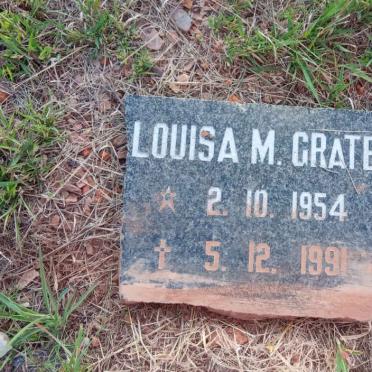 LOUISA M. GRATE
☆ 2. 10. 1954
✝ 5. 12. 1991